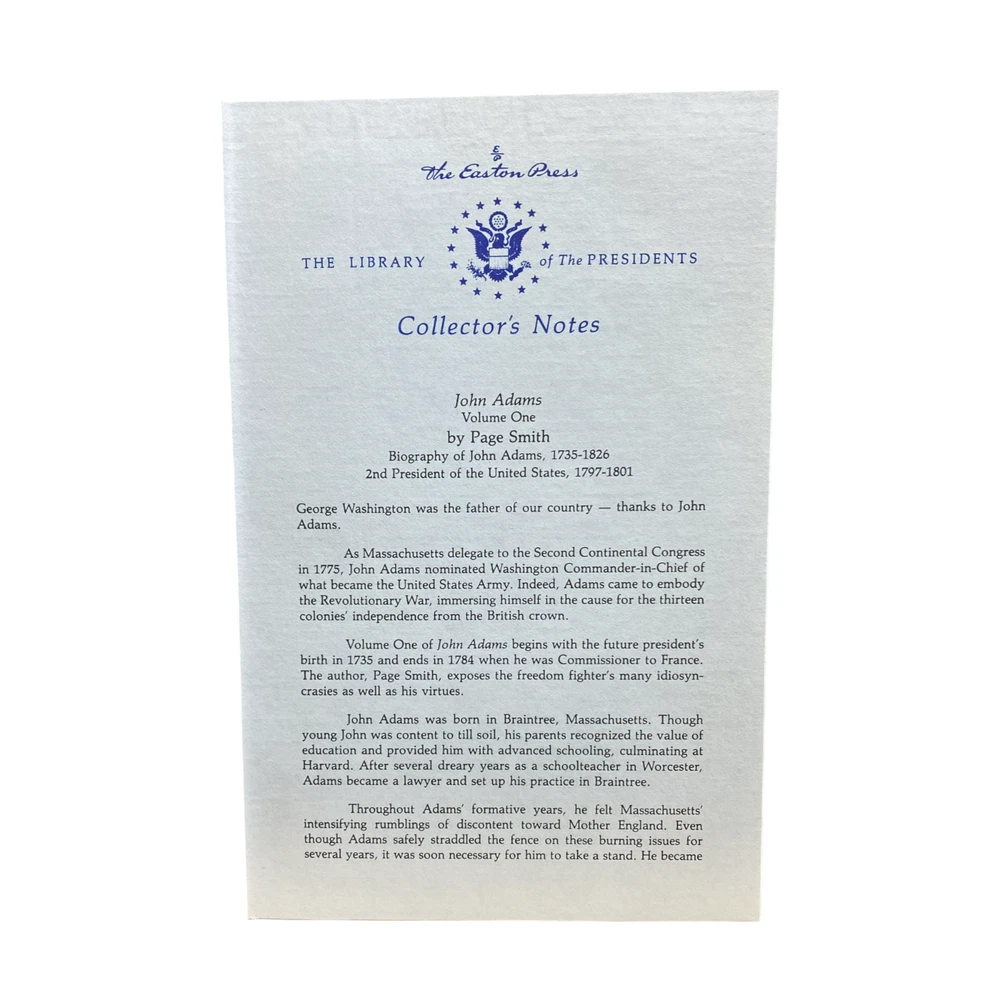 E
P
the Easton Press
THE LIBRARY of The PRESIDENTS
Collector's Notes
John Adams
Volume One
by Page Smith
Biography of John Adams, 1735-1826
2nd President of the United States, 1797-1801
George Washington was the father of our country — thanks to John
Adams.
As Massachusetts delegate to the Second Continental Congress
in 1775, John Adams nominated Washington Commander-in-Chief of
what became the United States Army. Indeed, Adams came to embody
the Revolutionary War, immersing himself in the cause for the thirteen
colonies' independence from the British crown.
Volume One of John Adams begins with the future president's
birth in 1735 and ends in 1784 when he was Commissioner to France.
The author, Page Smith, exposes the freedom fighter's many idiosyn-
crasies as well as his virtues.
John Adams was born in Braintree, Massachusetts. Though
young John was content to till soil, his parents recognized the value of
education and provided him with advanced schooling, culminating at
Harvard. After several dreary years as a schoolteacher in Worcester,
Adams became a lawyer and set up his practice in Braintree.
Throughout Adams' formative years, he felt Massachusetts'
intensifying rumblings of discontent toward Mother England. Even
though Adams safely straddled the fence on these burning issues for
several years, it was soon necessary for him to take a stand. He became